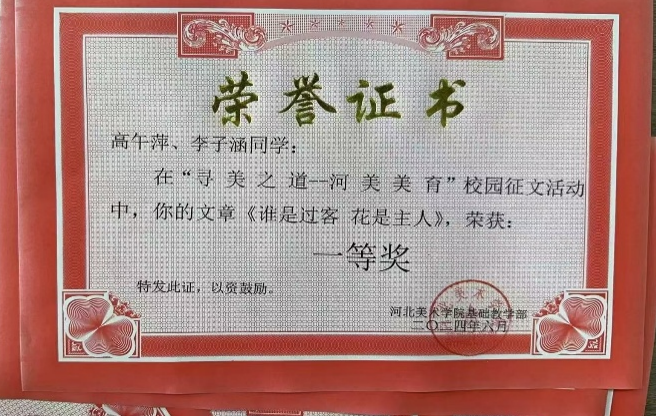 荣誉证书
高午萍、李子涵同学：
在“寻 美 之 道--河 美 美 育”校园征文活动
中，你的文章《谁是过客 花是主人》，荣获：
一等奖
特发此证，以资鼓励。
河北美术学院基础教学部
二〇二四年六月